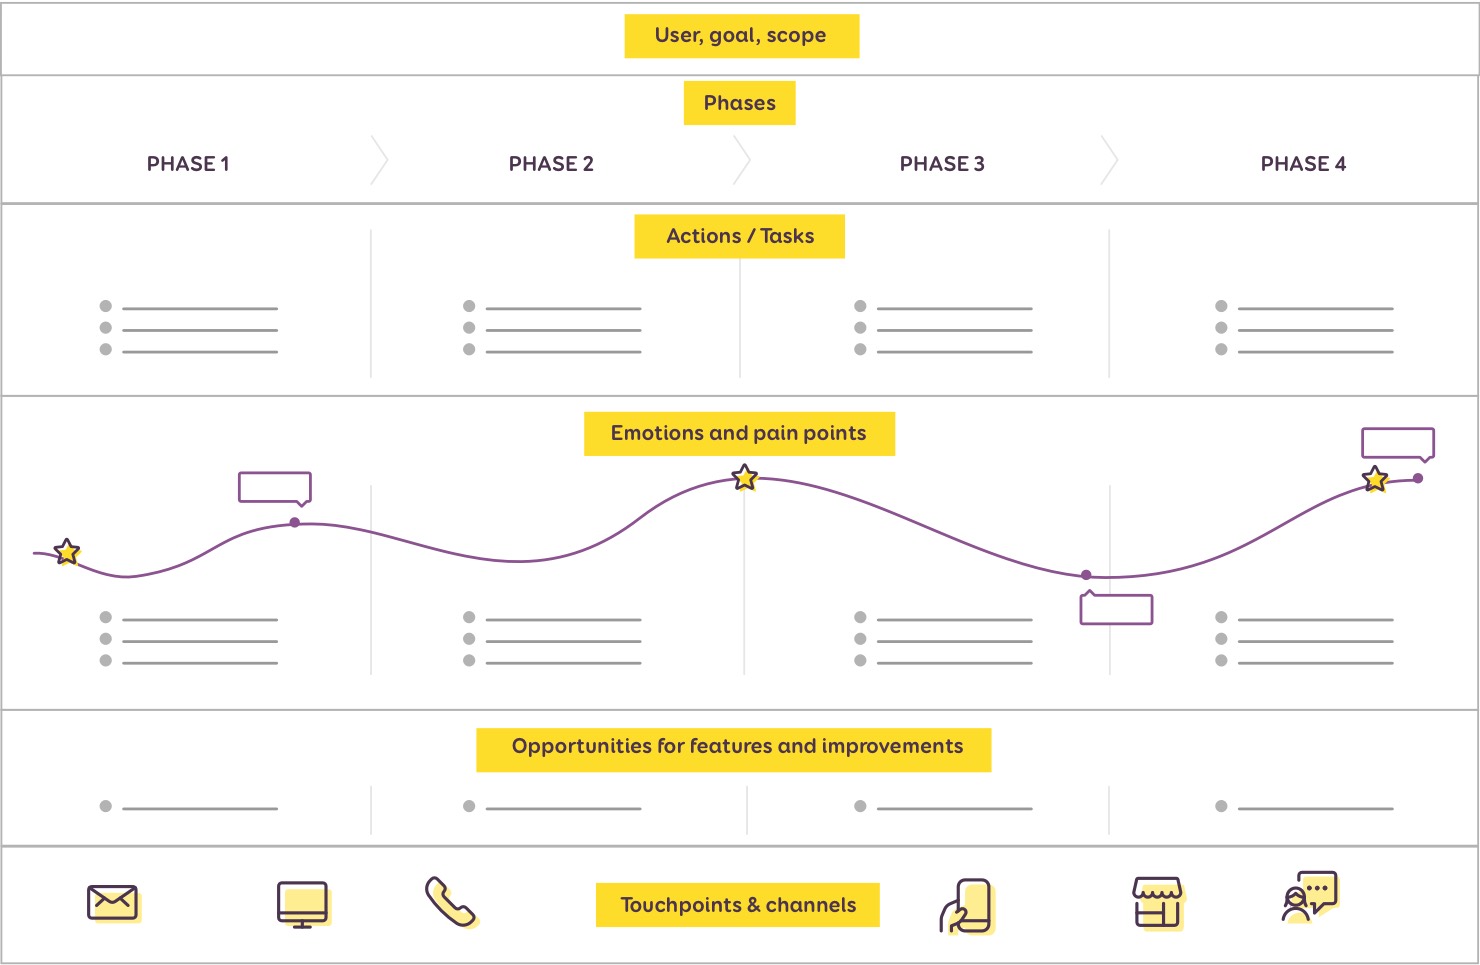 User, goal, scope
Phases
PHASE 1
PHASE 2
PHASE 3
PHASE 4
Actions / Tasks
Emotions and pain points
Opportunities for features and improvements
Touchpoints & channels